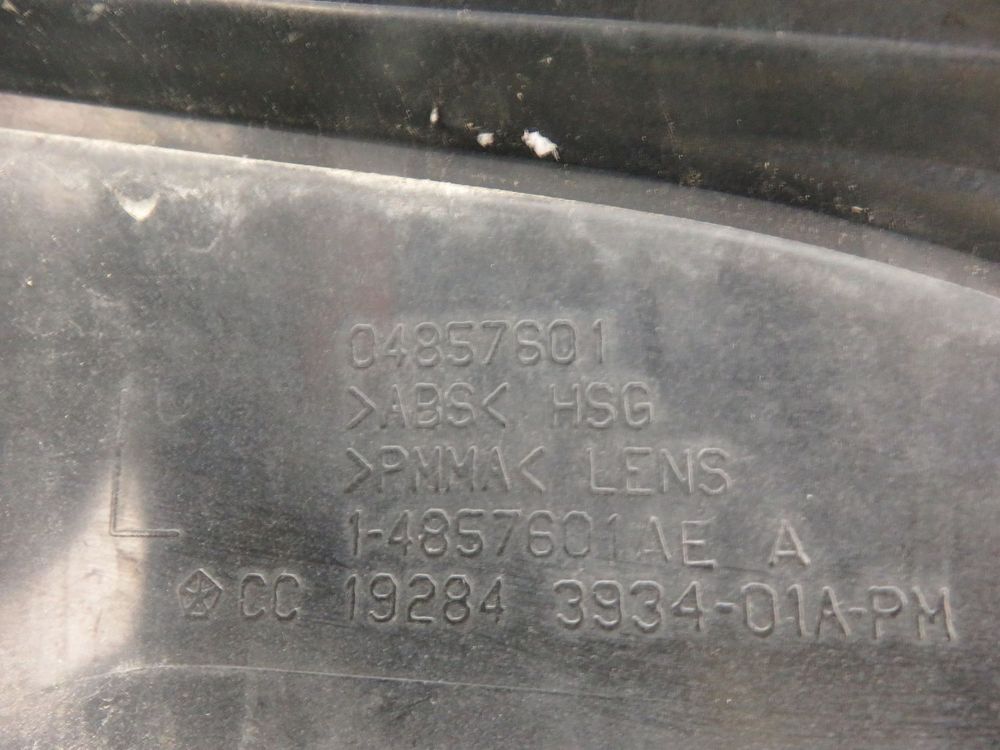 04857601
>ABS< HSG
>PMMA< LENS
1-4857601AE A
CC 19284 3934-01A-PM